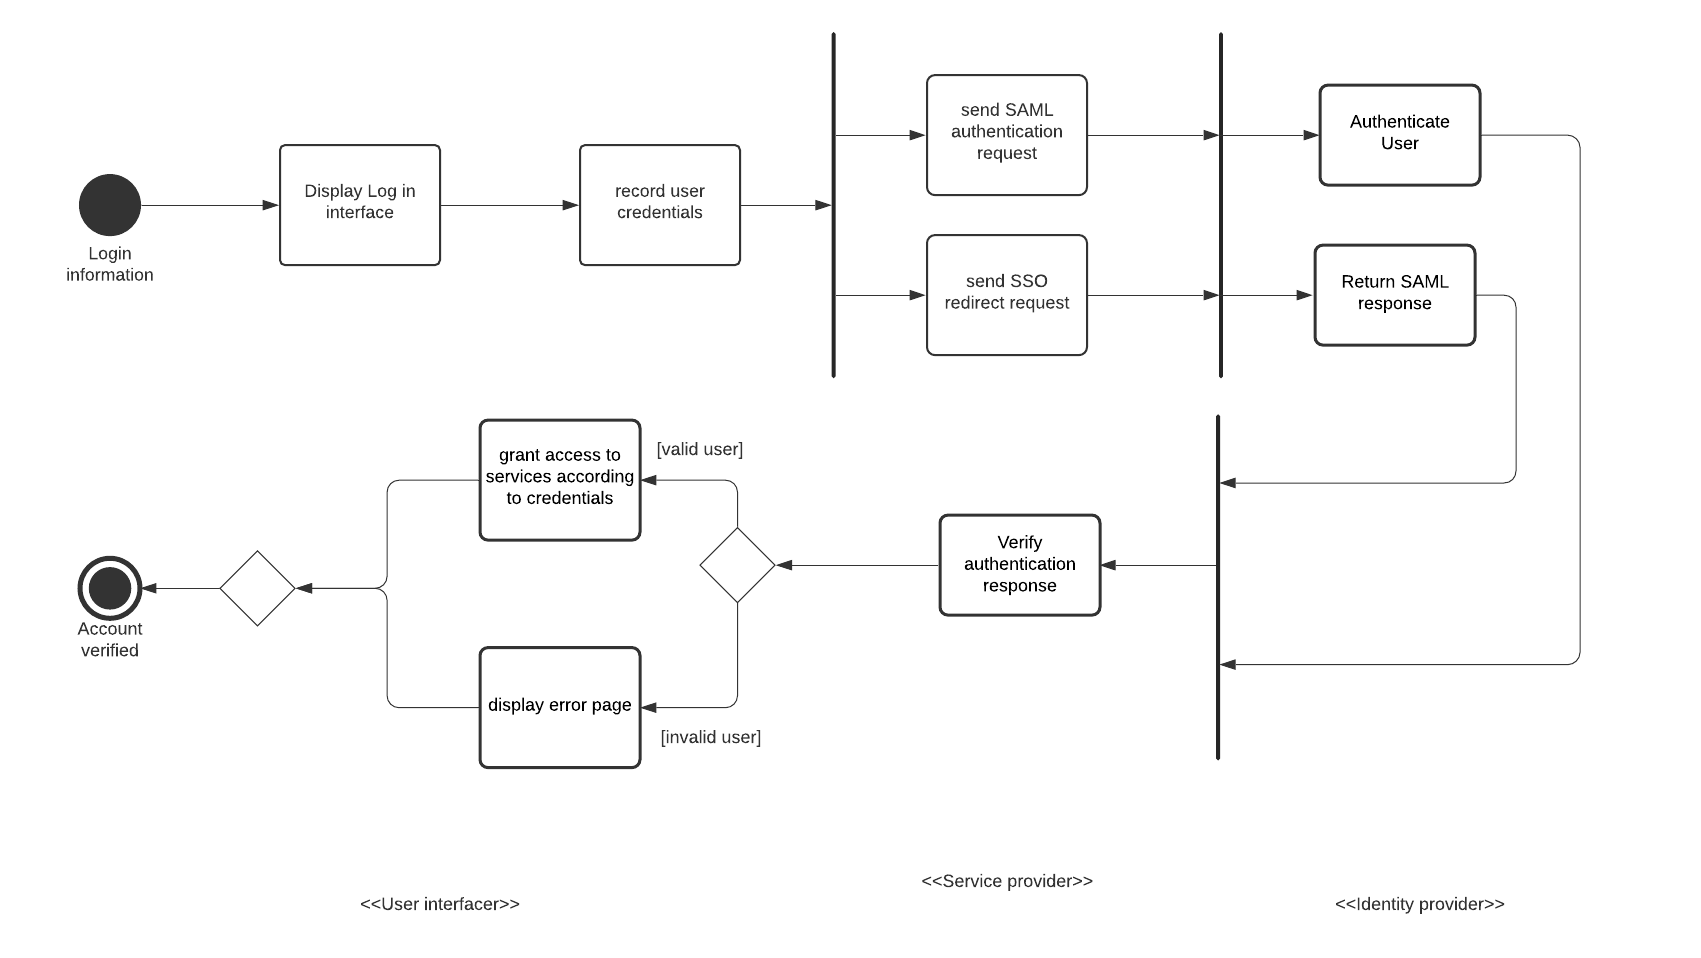 Login
information
Display Log in
interface
record user
credentials
send SAML
authentication
request
send SSO
redirect request
Authenticate
User
Return SAML
response
Verify
authentication
response
[valid user]
grant access to
services according
to credentials
display error page
[invalid user]
Account
verified
<<User interfacer>>
<<Service provider>>
<<Identity provider>>